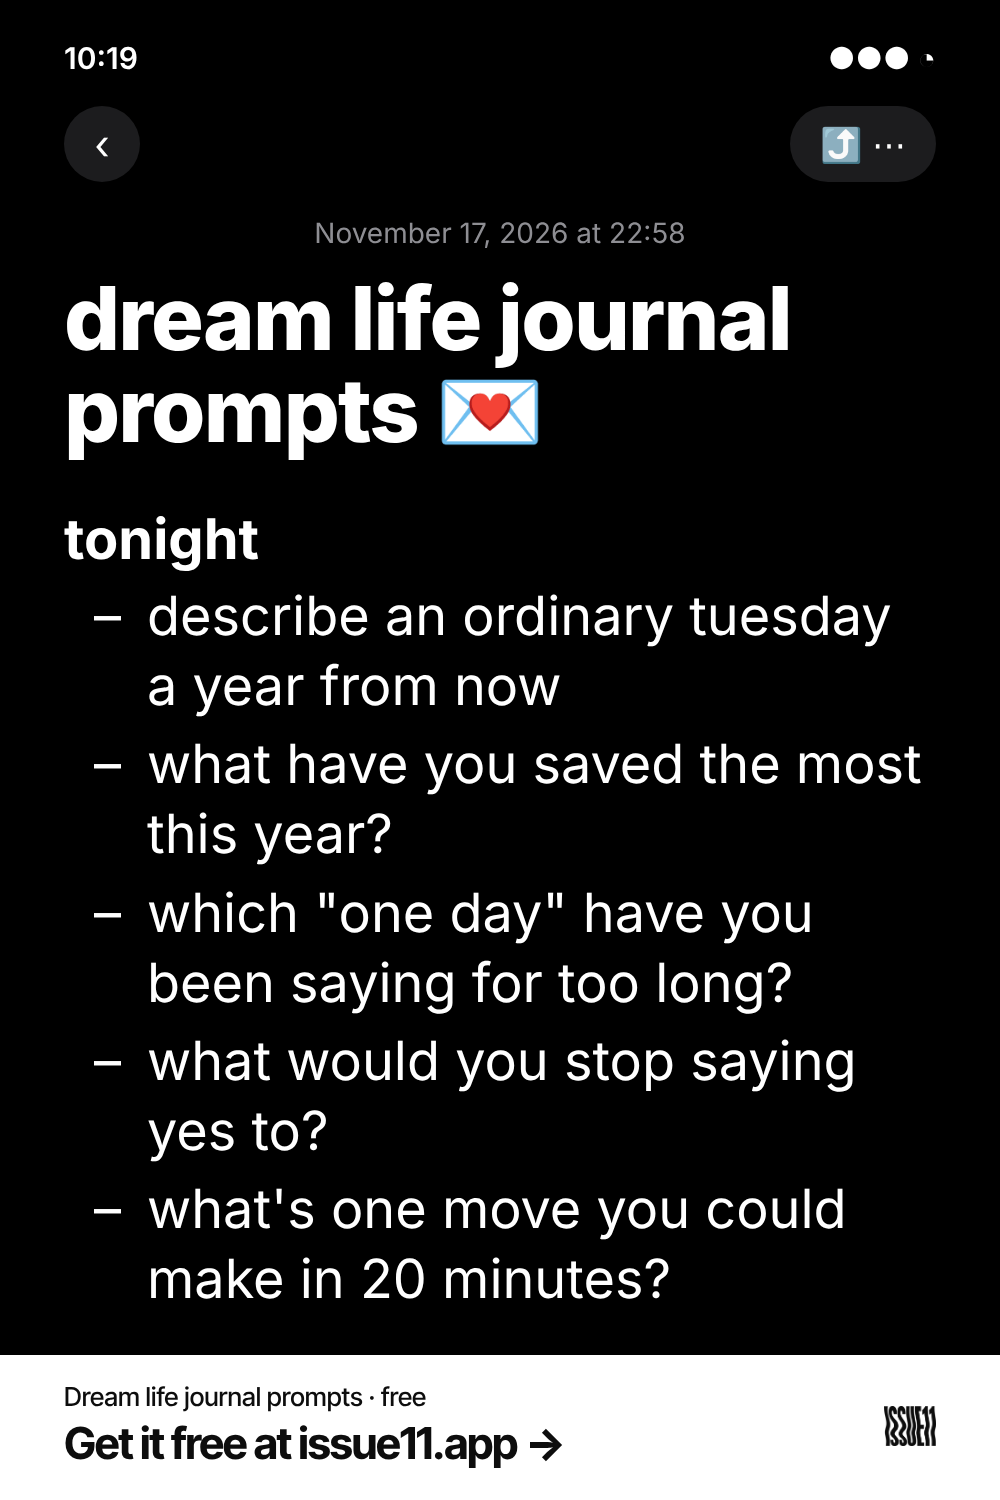 10:19
‹
⤴️ ...
November 17, 2026 at 22:58
dream life journal
prompts 💌
tonight
– describe an ordinary tuesday
a year from now
– what have you saved the most
this year?
– which "one day" have you
been saying for too long?
– what would you stop saying
yes to?
– what's one move you could
make in 20 minutes?
Dream life journal prompts · free
Get it free at issue11.app →
ISSUE11